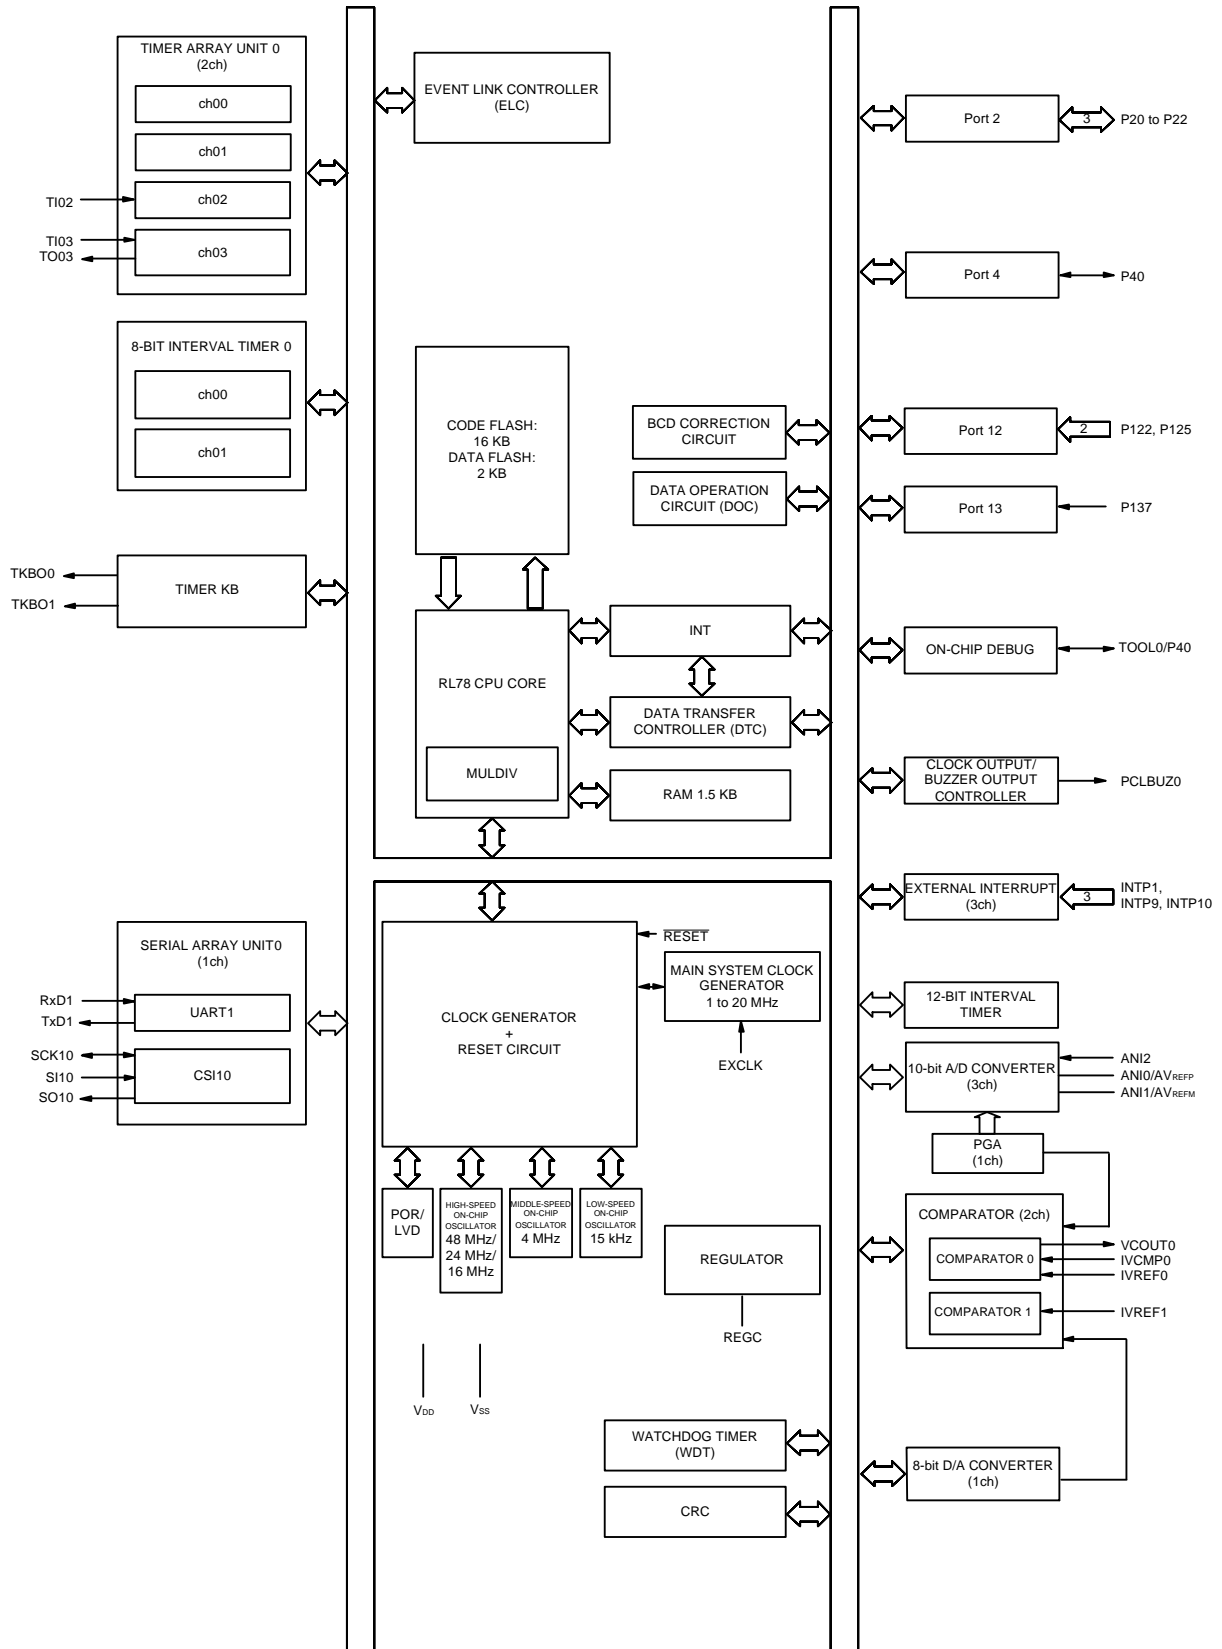 TIMER ARRAY UNIT 0
(2ch)
ch00
ch01
TI02
ch02
TI03
TO03
ch03
8-BIT INTERVAL TIMER 0
ch00
ch01
TKBO0
TKBO1
TIMER KB
SERIAL ARRAY UNIT0
(1ch)
RxD1
TxD1
UART1
SCK10
SI10
SO10
CSI10
EVENT LINK CONTROLLER
(ELC)
CODE FLASH:
16 KB
DATA FLASH:
2 KB
BCD CORRECTION
CIRCUIT
DATA OPERATION
CIRCUIT (DOC)
RL78 CPU CORE
MULDIV
INT
DATA TRANSFER
CONTROLLER (DTC)
RAM 1.5 KB
CLOCK GENERATOR
+
RESET CIRCUIT
RESET
MAIN SYSTEM CLOCK
GENERATOR
1 to 20 MHz
EXCLK
POR/
LVD
HIGH-SPEED
ON-CHIP
OSCILLATOR
48 MHz/
24 MHz/
16 MHz
MIDDLE-SPEED
ON-CHIP
OSCILLATOR
4 MHz
LOW-SPEED
ON-CHIP
OSCILLATOR
15 kHz
REGULATOR
REGC
VDD
VSS
WATCHDOG TIMER
(WDT)
CRC
Port 2
3
P20 to P22
Port 4
P40
Port 12
2
P122, P125
Port 13
P137
ON-CHIP DEBUG
TOOL0/P40
CLOCK OUTPUT/
BUZZER OUTPUT
CONTROLLER
PCLBUZ0
EXTERNAL INTERRUPT
(3ch)
3
INTP1,
INTP9, INTP10
12-BIT INTERVAL
TIMER
10-bit A/D CONVERTER
(3ch)
ANI2
ANI0/AVREFP
ANI1/AVREFM
PGA
(1ch)
COMPARATOR (2ch)
COMPARATOR 0
VCOUT0
IVCMP0
IVREF0
COMPARATOR 1
IVREF1
8-bit D/A CONVERTER
(1ch)